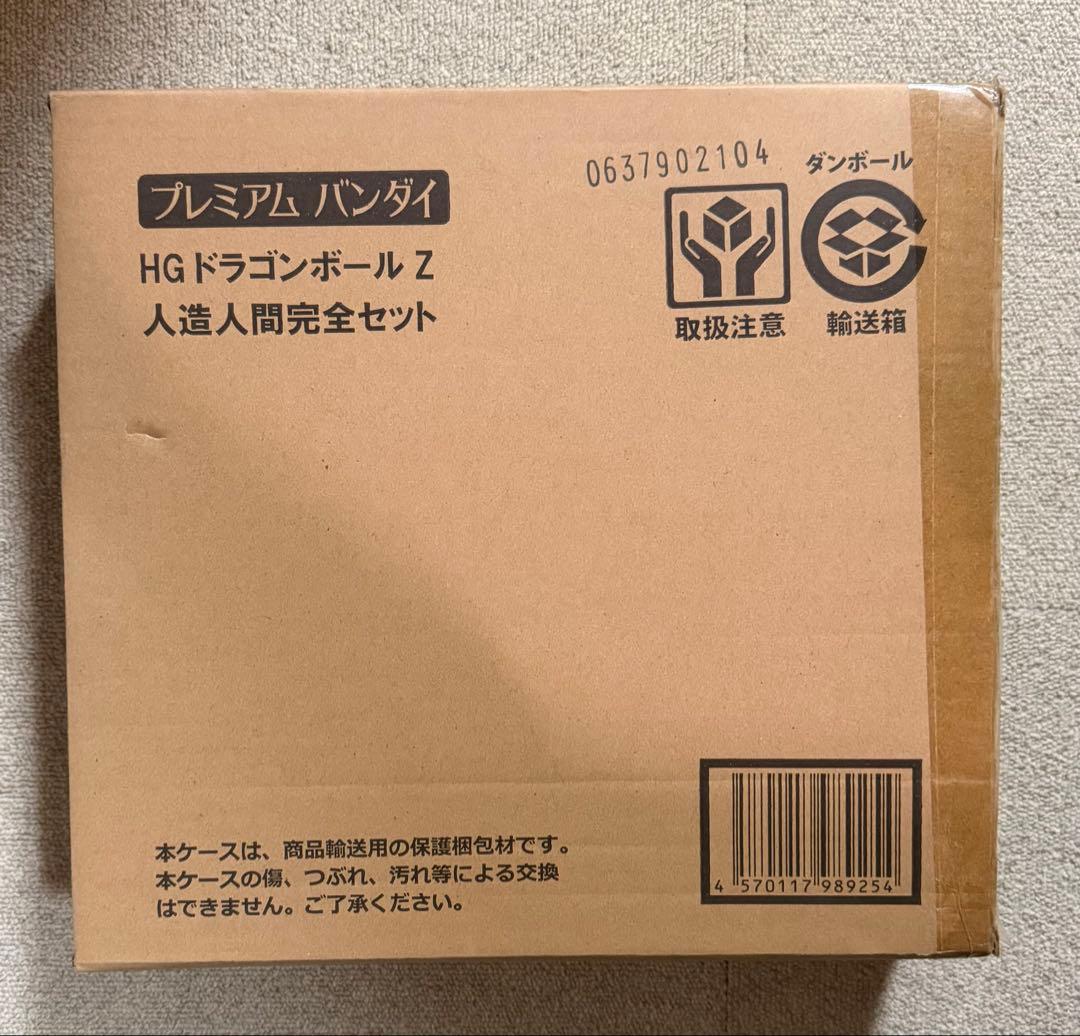 プレミアム バンダイ
HGドラゴンボールZ
人造人間完全セット
0637902104
ダンボール
取扱注意
輸送箱
本ケースは、商品輸送用の保護梱包材です。
本ケースの傷、つぶれ、汚れ等による交換
はできません。ご了承ください。
4 570117 989254